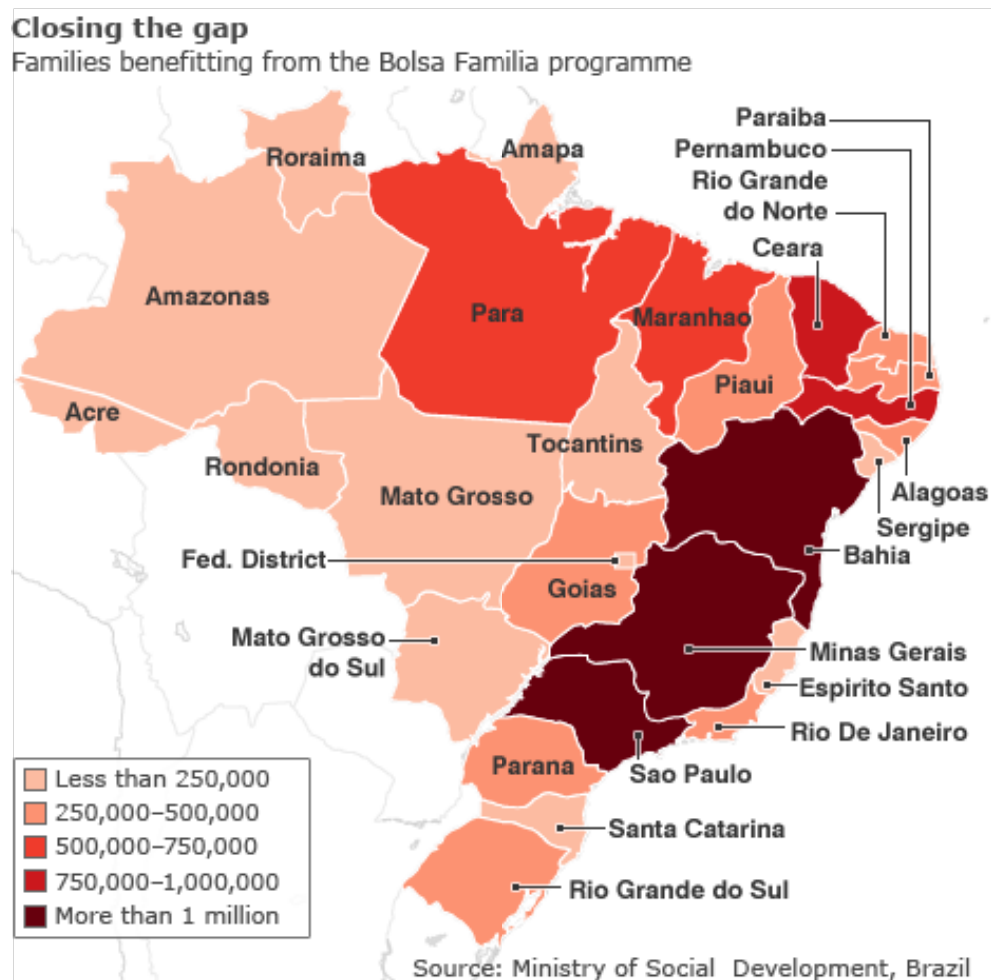 Closing the gap
Families benefitting from the Bolsa Familia programme
Paraiba
Pernambuco
Rio Grande
do Norte
Ceara
Roraima
Amapa
Amazonas
Para
Maranhao
Piaui
Acre
Tocantins
Rondonia
Mato Grosso
Alagoas
Sergipe
Bahia
Fed. District
Goias
Mato Grosso
do Sul
Minas Gerais
Espirito Santo
Rio De Janeiro
Parana
Sao Paulo
Santa Catarina
Rio Grande do Sul
Less than 250,000
250,000–500,000
500,000–750,000
750,000–1,000,000
More than 1 million
Source: Ministry of Social Development, Brazil